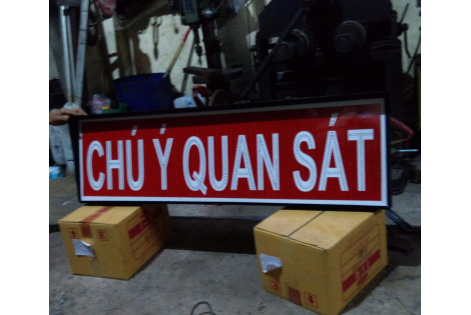 CHÚ Ý QUAN SÁT